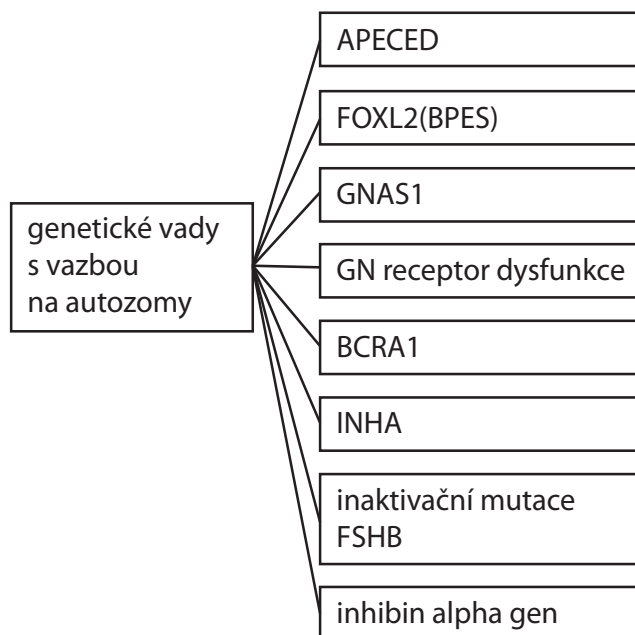 APECED
FOXL2(BPES)
GNAS1
genetické vady
s vazbou
na autozomy
GN receptor dysfunkce
BCRA1
INHA
inaktivační mutace
FSHB
inhibin alpha gen